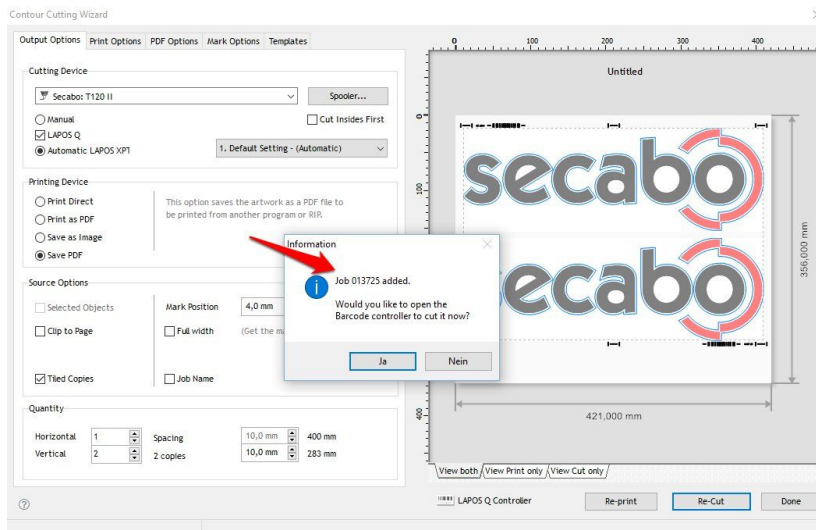 Contour Cutting Wizard
Output Options Print Options PDF Options Mark Options Templates
Cutting Device
Secabo: T120 II
Spooler...
Manual
Cut Insides First
LAPOS Q
Automatic LAPOS XPT
1. Default Setting - (Automatic)
Printing Device
Print Direct
Print as PDF
Save as Image
Save PDF
This option saves the artwork as a PDF file to
be printed from another program or RIP.
Source Options
Selected Objects
Mark Position
4,0 mm
Clip to Page
Full width
(Get the
Tiled Copies
Job Name
Quantity
Horizontal 1 Spacing 10,0 mm 400 mm
Vertical 2 2 copies 10,0 mm 283 mm
Information
Job 013725 added.
Would you like to open the
Barcode controller to cut it now?
Ja Nein
0 100 200 300 400
Untitled
0
100
400
secabo
secabo
356,000 mm
421,000 mm
View both View Print only View Cut only
LAPOS Q Controller Re-print Re-Cut Done